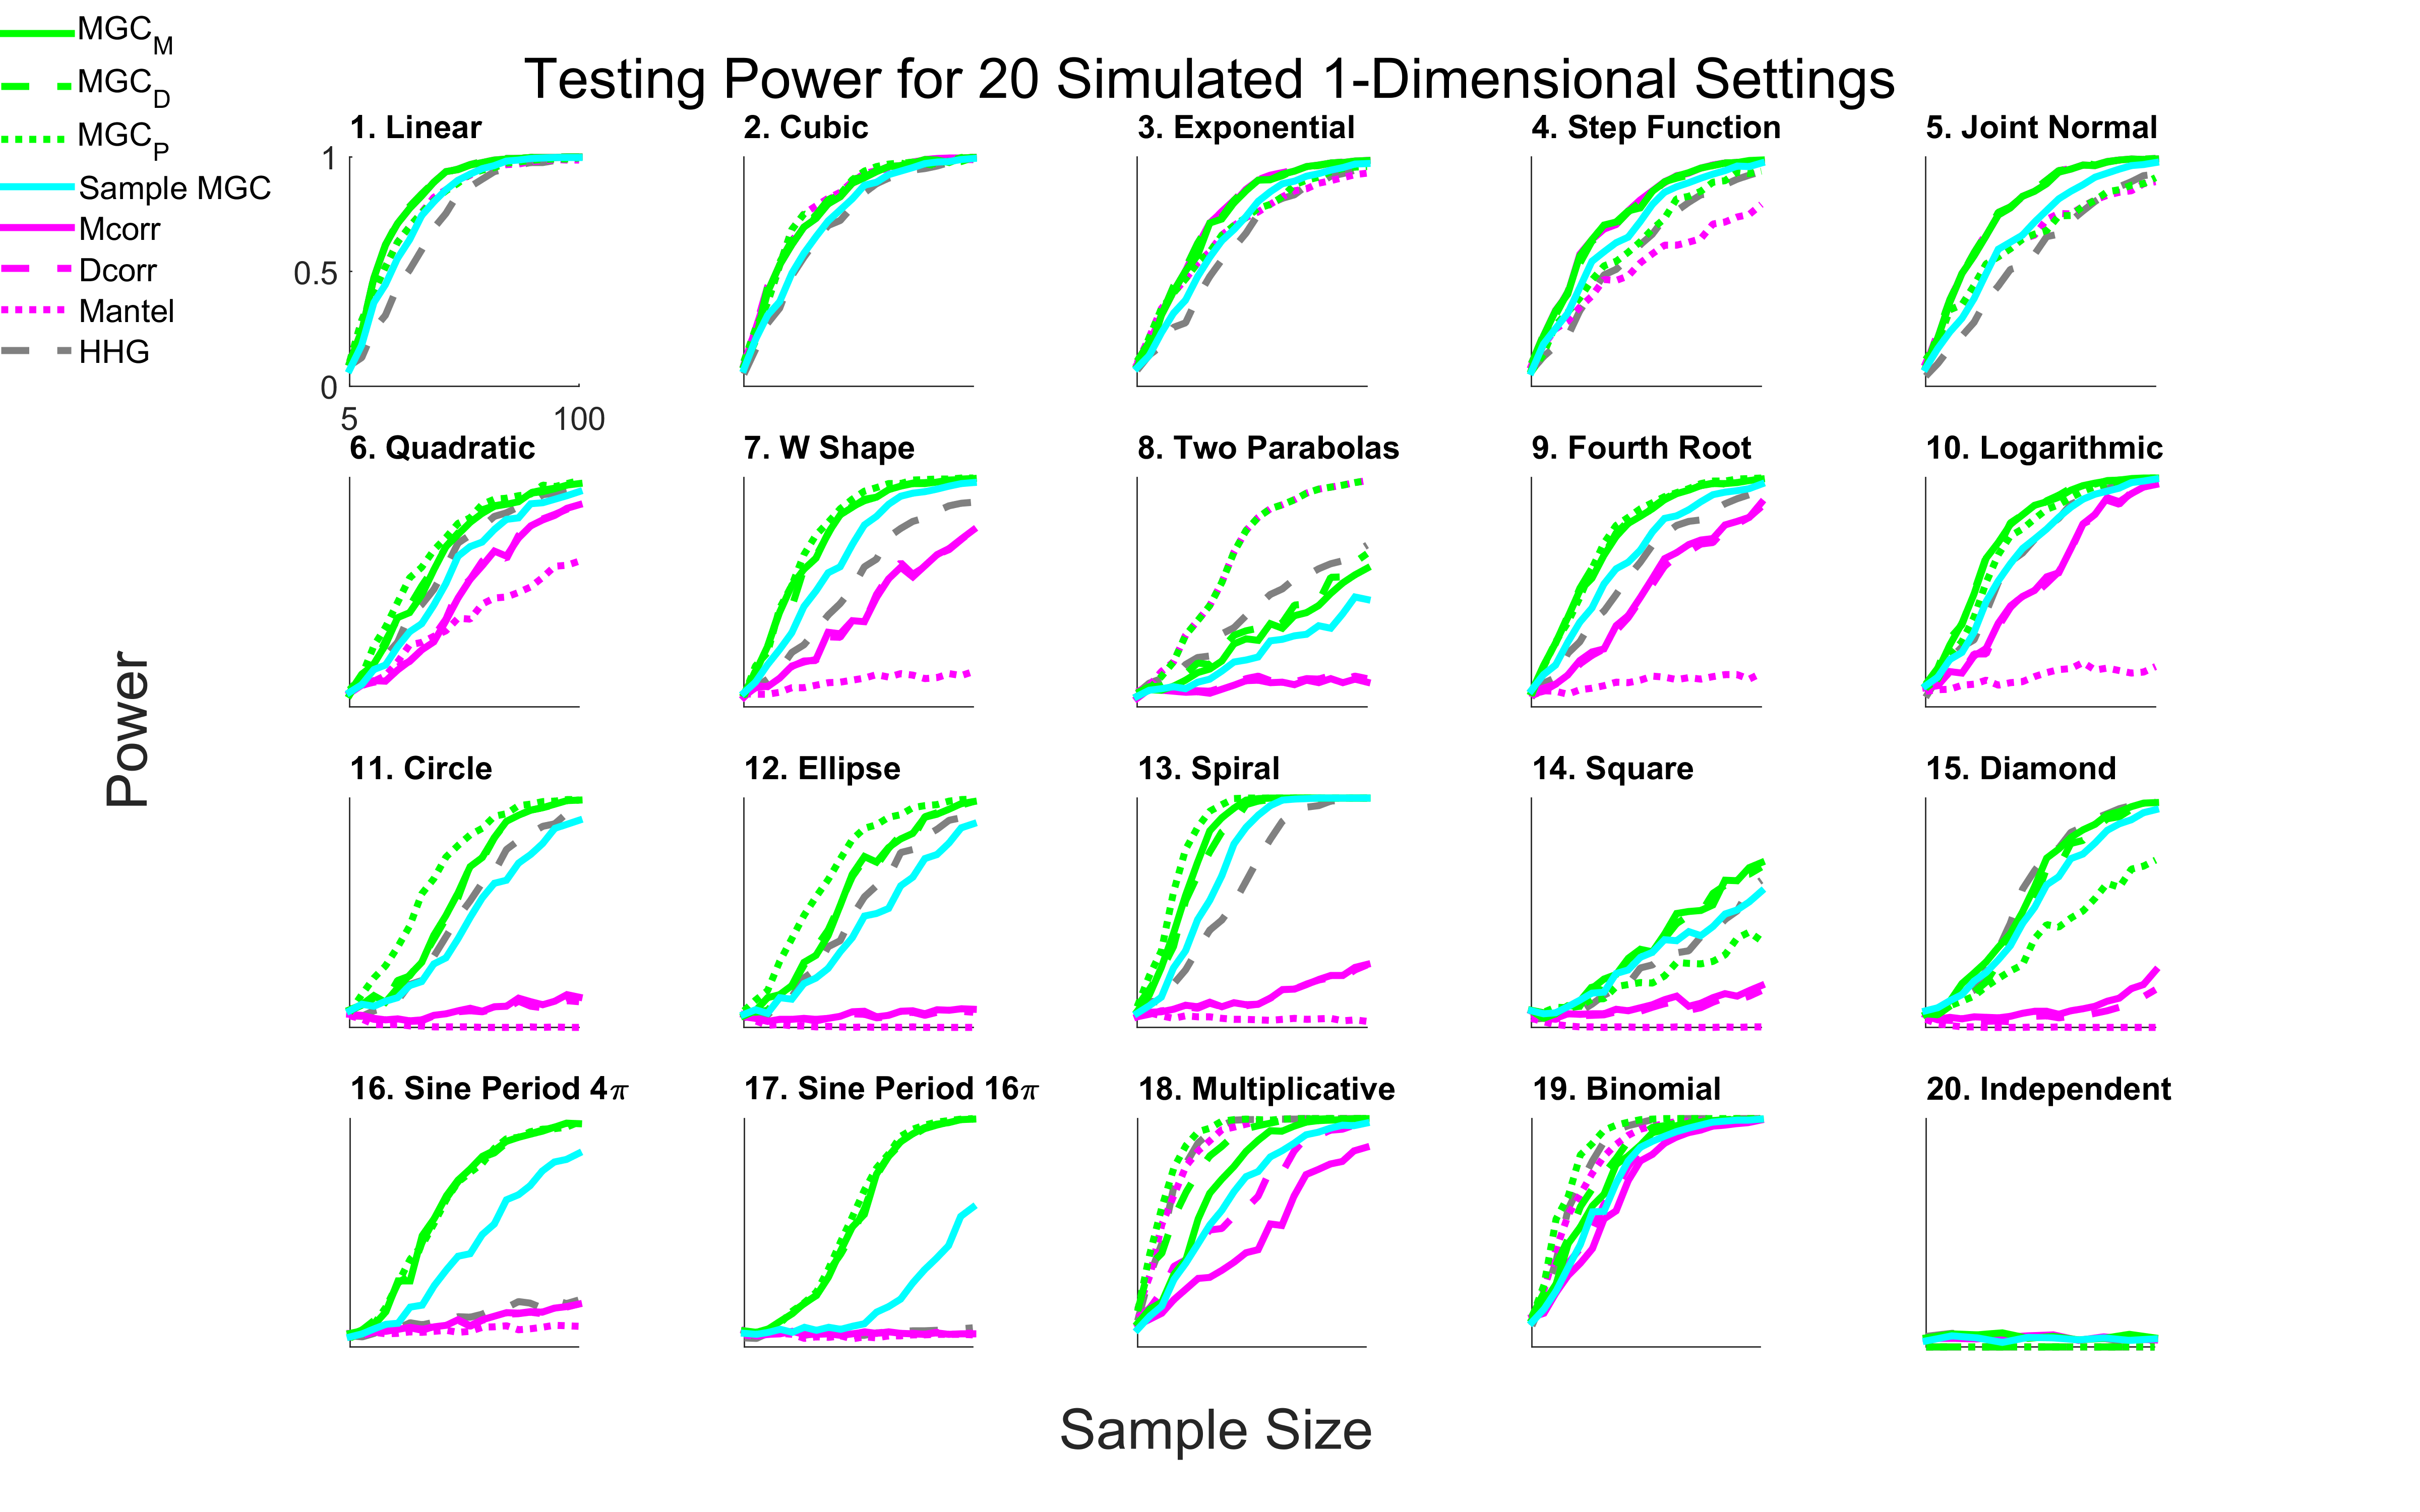 MGC_M
MGC_D
MGC_P
Sample MGC
Mcorr
Dcorr
Mantel
HHG
Testing Power for 20 Simulated 1-Dimensional Settings
1. Linear
2. Cubic
3. Exponential
4. Step Function
5. Joint Normal
1
0.5
0
5
100
6. Quadratic
7. W Shape
8. Two Parabolas
9. Fourth Root
10. Logarithmic
Power
11. Circle
12. Ellipse
13. Spiral
14. Square
15. Diamond
16. Sine Period 4π
17. Sine Period 16π
18. Multiplicative
19. Binomial
20. Independent
Sample Size